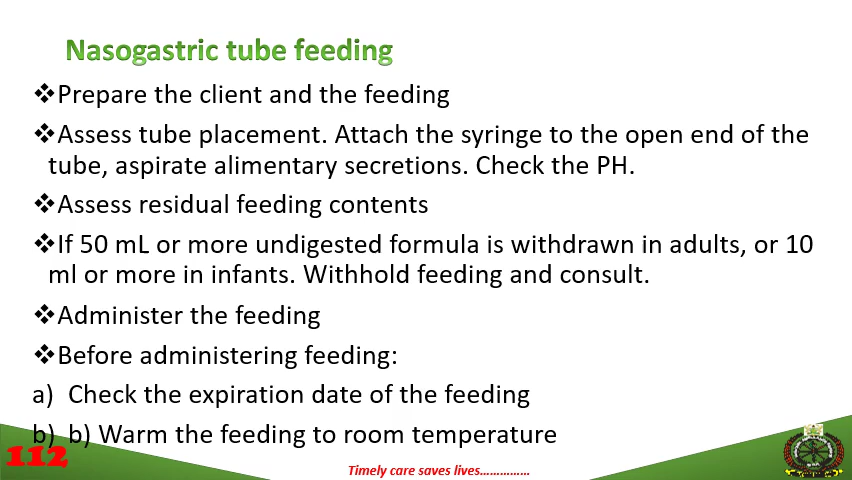 Nasogastric tube feeding
❖Prepare the client and the feeding
❖Assess tube placement. Attach the syringe to the open end of the
tube, aspirate alimentary secretions. Check the PH.
❖Assess residual feeding contents
❖If 50 mL or more undigested formula is withdrawn in adults, or 10
ml or more in infants. Withhold feeding and consult.
❖Administer the feeding
❖Before administering feeding:
a) Check the expiration date of the feeding
b) b) Warm the feeding to room temperature
112
Timely care saves lives……………